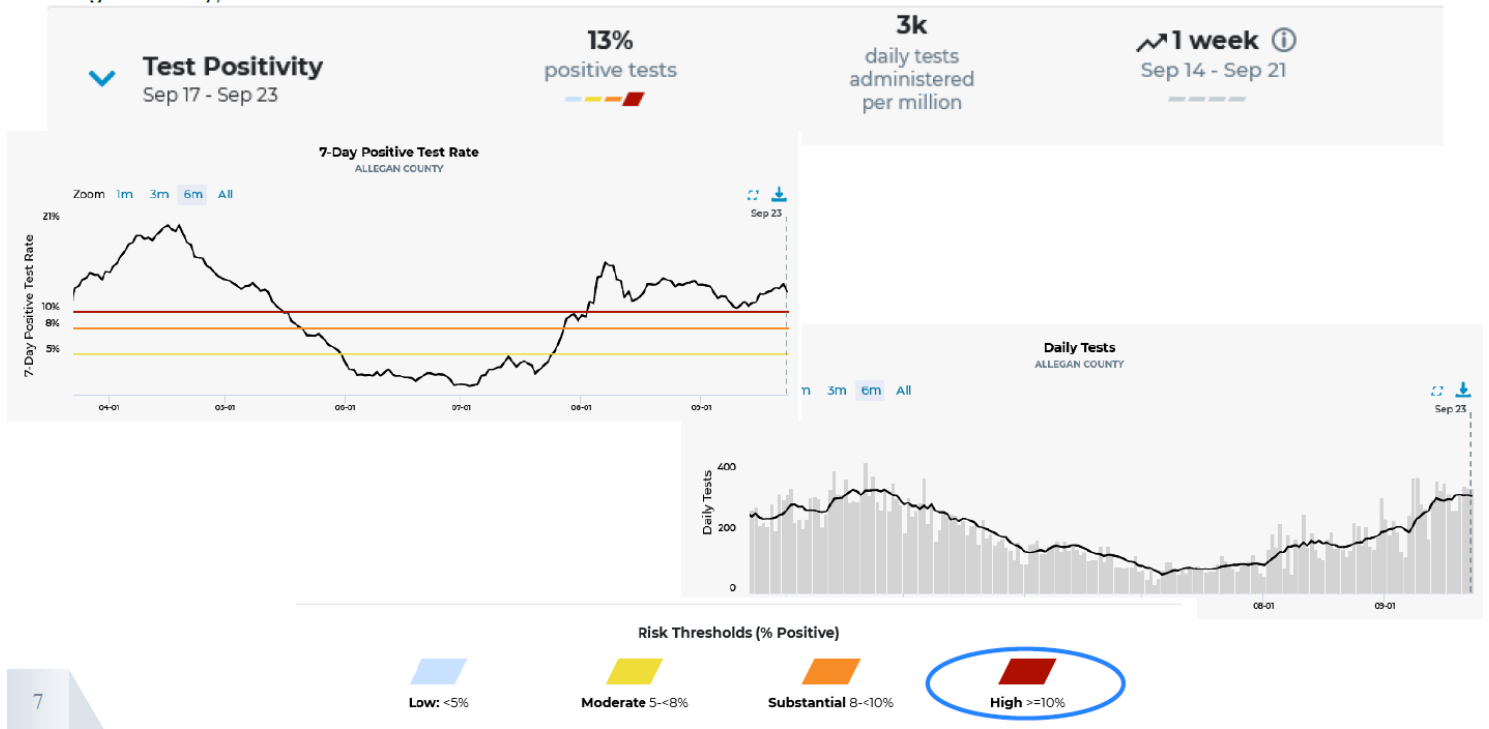 Test Positivity
Sep 17 - Sep 23
13%
positive tests
3k
daily tests
administered
per million
1 week
Sep 14 - Sep 21
7-Day Positive Test Rate
ALLEGAN COUNTY
Zoom 1m 3m 6m All
Sep 23
21%
10%
8%
5%
7-Day Positive Test Rate
04-01 05-01 06-01 07-01 08-01 09-01
Daily Tests
ALLEGAN COUNTY
m 3m 6m All
Sep 23
400
200
0
Daily Tests
08-01 09-01
Risk Thresholds (% Positive)
Low: <5% Moderate 5-<8% Substantial 8-<10% High >=10%
7